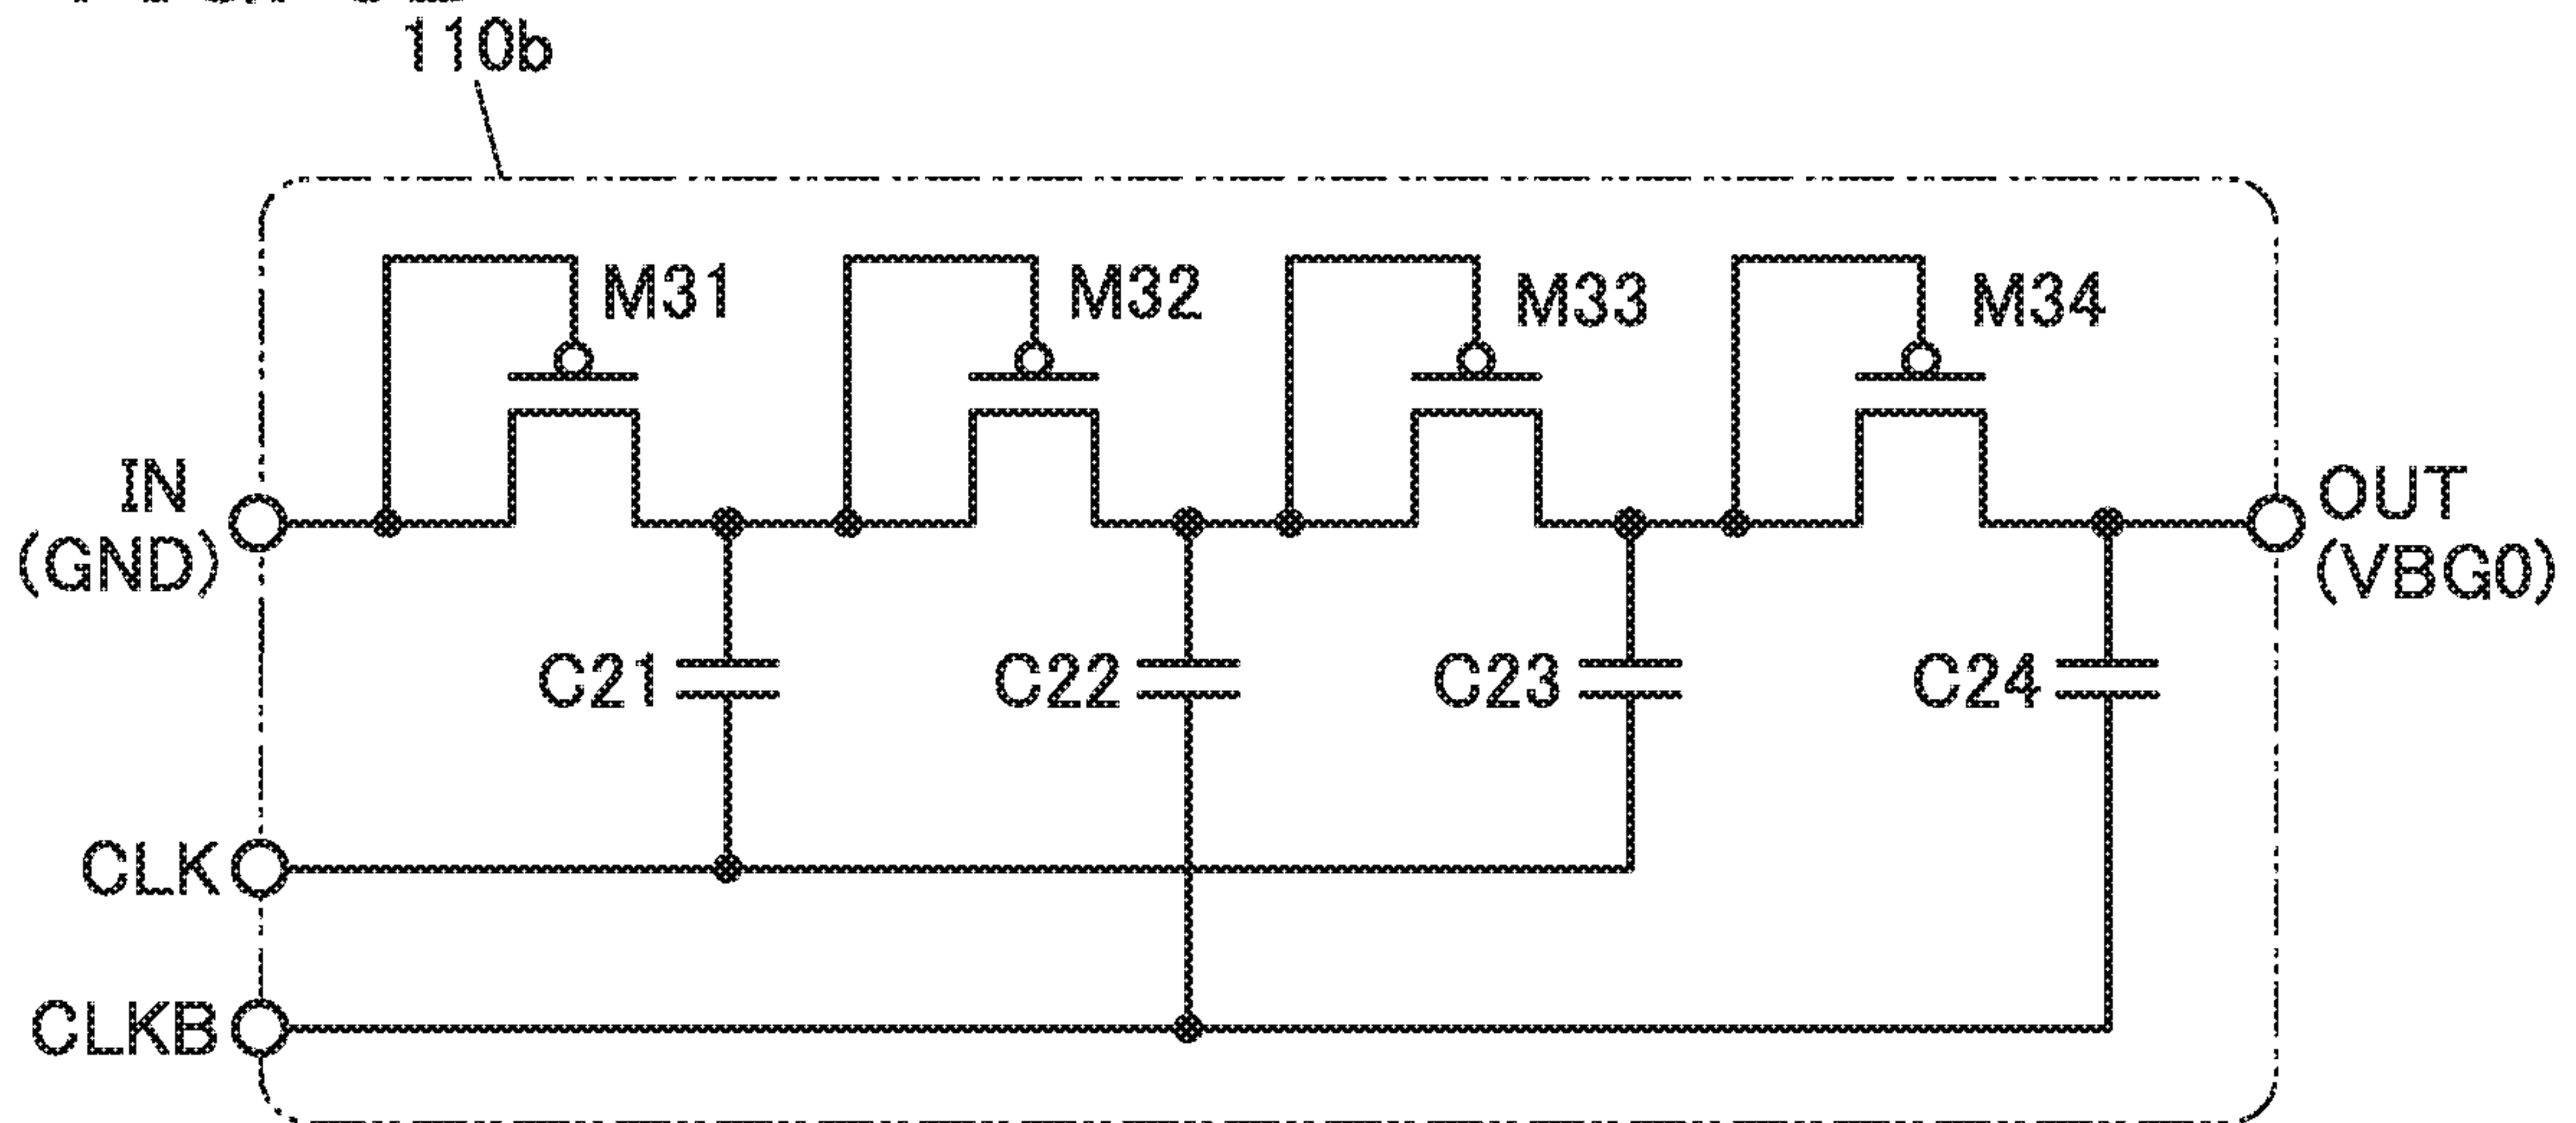 110b
M31
M32
M33
M34
IN
(GND)
OUT
(VBG0)
C21
C22
C23
C24
CLK
CLKB